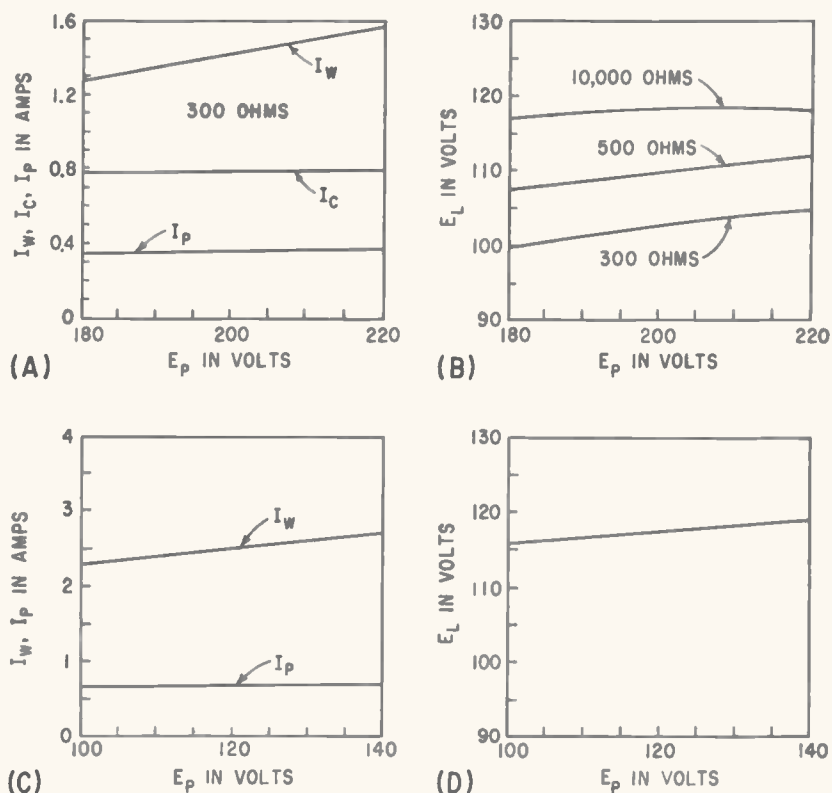 1.6
1.2
0.8
0.4
0
I_W, I_C, I_P IN AMPS
I_W
300 OHMS
I_C
I_P
180
200
220
E_P IN VOLTS
(A)
130
120
110
100
90
E_L IN VOLTS
10,000 OHMS
500 OHMS
300 OHMS
180
200
220
E_P IN VOLTS
(B)
4
3
2
1
0
I_W, I_P IN AMPS
I_W
I_P
100
120
140
E_P IN VOLTS
(C)
130
120
110
100
90
E_L IN VOLTS
100
120
140
E_P IN VOLTS
(D)